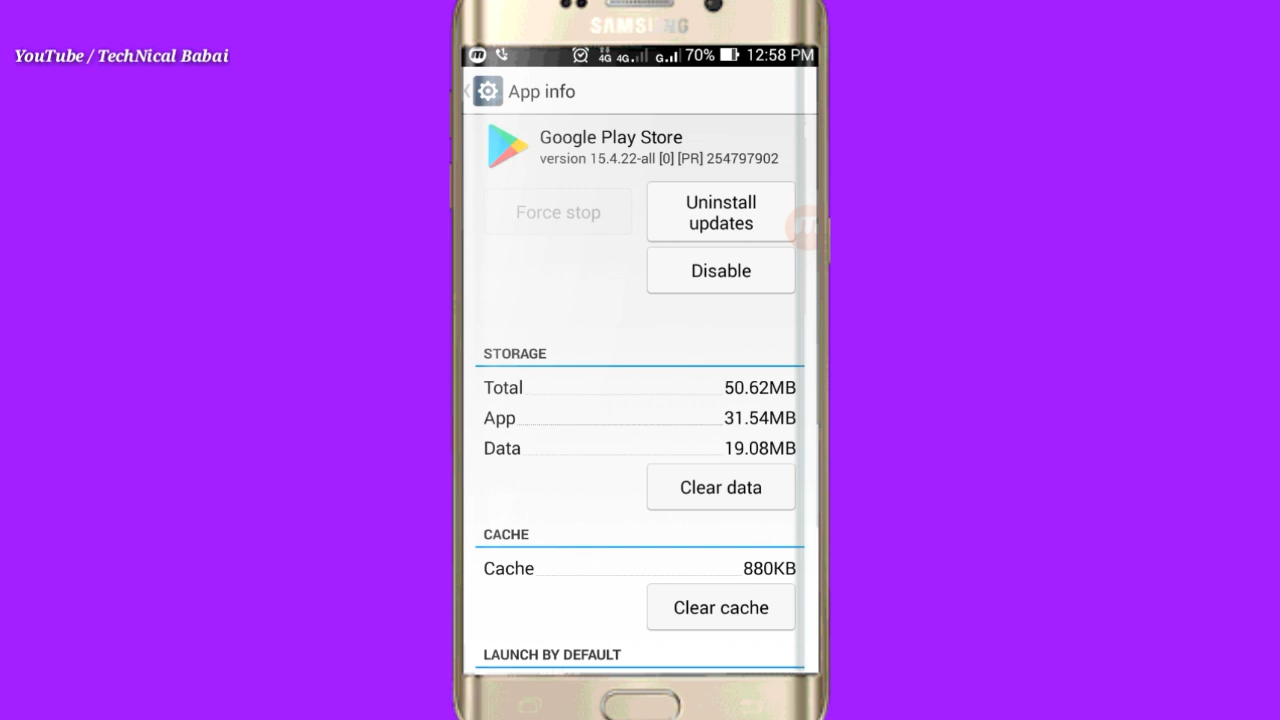 YouTube / TechNical Babai
SAMSUNG
4G 4G G 70% 12:58 PM
App info
Google Play Store
version 15.4.22-all [0] [PR] 254797902
Force stop
Uninstall
updates
Disable
STORAGE
Total 50.62MB
App 31.54MB
Data 19.08MB
Clear data
CACHE
Cache 880KB
Clear cache
LAUNCH BY DEFAULT